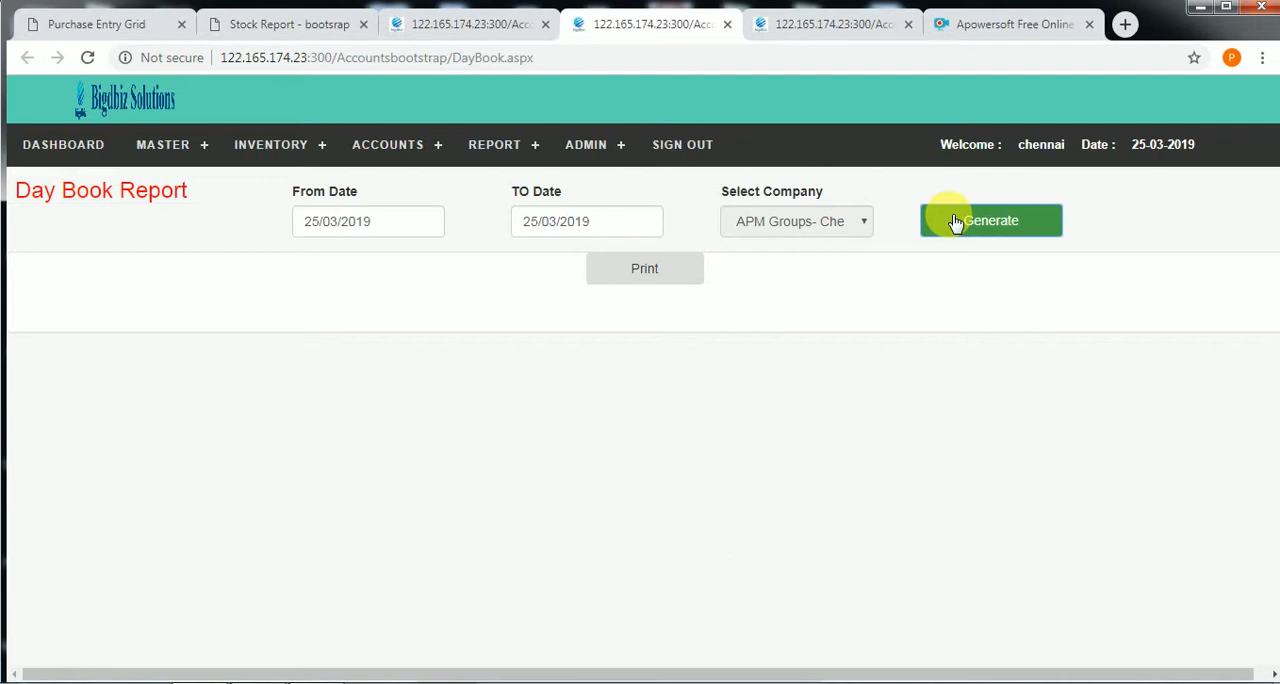 Purchase Entry Grid
Stock Report - bootsrap
122.165.174.23:300/Acc
122.165.174.23:300/Acc
122.165.174.23:300/Acc
Apowersoft Free Online
Not secure
122.165.174.23:300/Accountsbootstrap/DayBook.aspx
P
Bigdbiz Solutions
DASHBOARD MASTER + INVENTORY + ACCOUNTS + REPORT + ADMIN + SIGN OUT Welcome : chennai Date : 25-03-2019
Day Book Report
From Date TO Date Select Company
25/03/2019 25/03/2019 APM Groups- Che Generate
Print